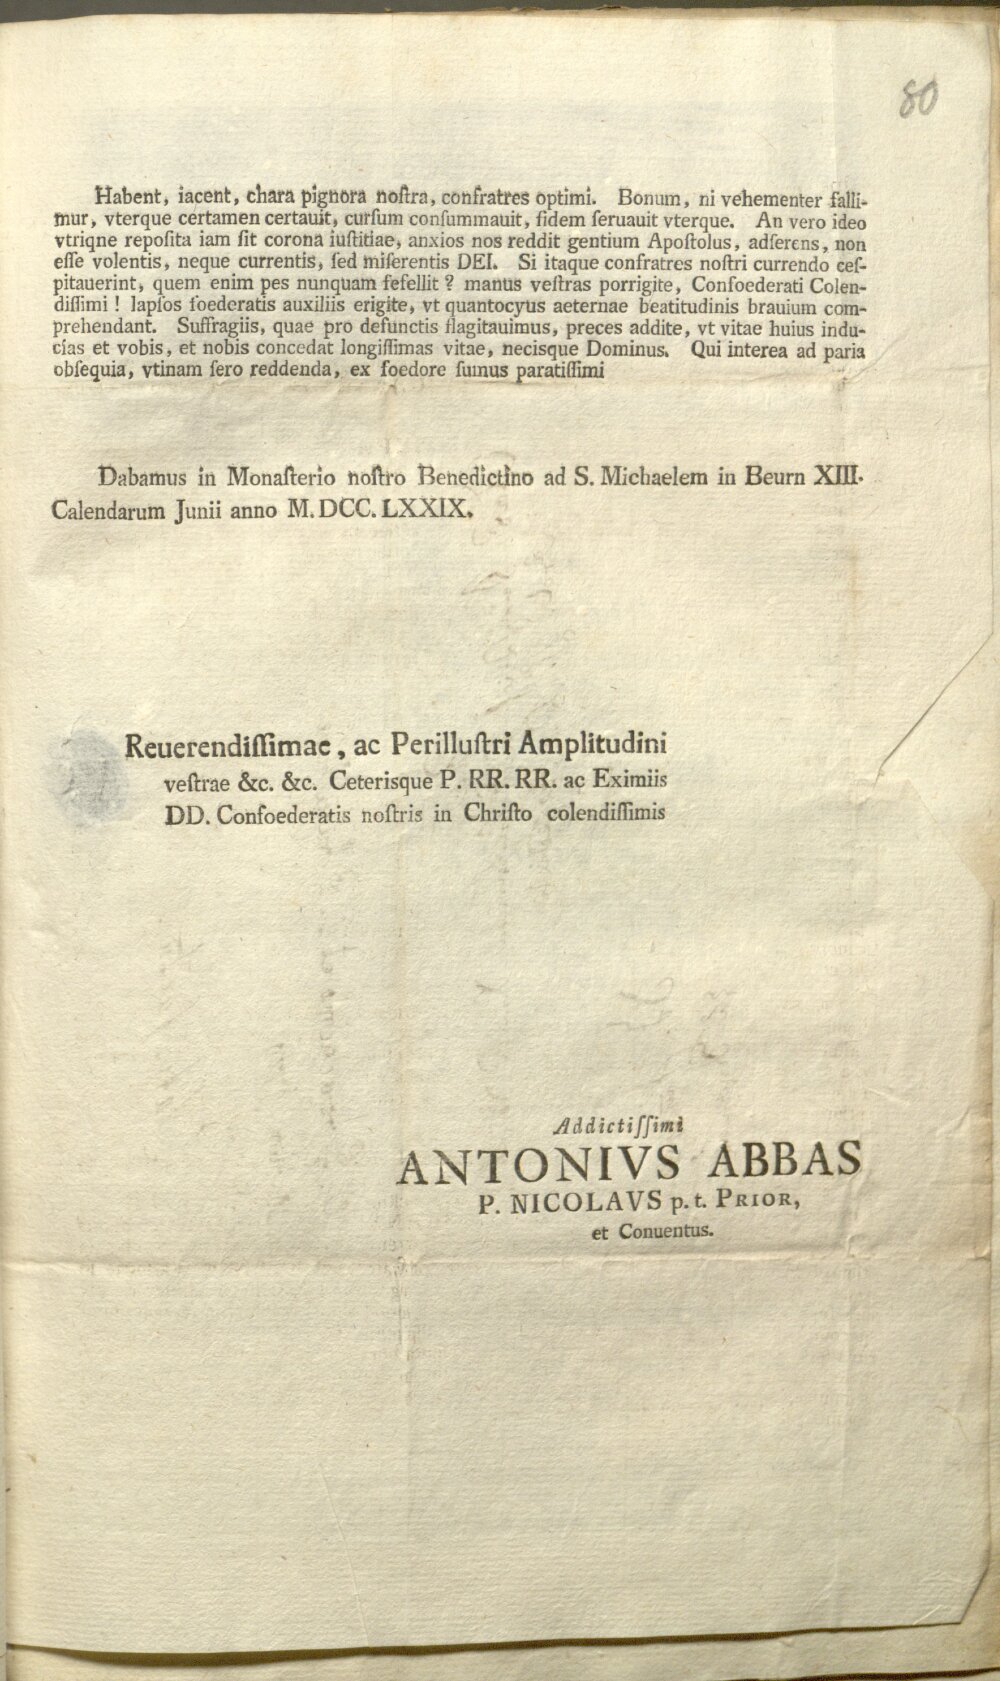 80
Habent, iacent, chara pignora noſtra, confratres optimi. Bonum, ni vehementer falli-
mur, vterque certamen certauit, curſum conſummauit, fidem ſeruauit vterque. An vero ideo
vtriqne repoſita iam ſit corona iuſtitiae, anxios nos reddit gentium Apoſtolus, adſerens, non
eſſe volentis, neque currentis, ſed miſerentis DEI. Si itaque confratres noſtri currendo ceſ-
pitauerint, quem enim pes nunquam fefellit? manus veſtras porrigite, Confoederati Colen-
diſſimi! lapſos foederatis auxiliis erigite, vt quantocyus aeternae beatitudinis brauium com-
prehendant. Suffragiis, quae pro defunctis flagitauimus, preces addite, vt vitae huius indu-
cias et vobis, et nobis concedat longiſſimas vitae, necisque Dominus. Qui interea ad paria
obſequia, vtinam ſero reddenda, ex foedore ſumus paratiſſimi
Dabamus in Monaſterio noſtro Benedictino ad S. Michaelem in Beurn XIII.
Calendarum Junii anno M. DCC. LXXIX.
Reuerendiſſimae, ac Perilluſtri Amplitudini
veſtrae &c. &c. Ceterisque P. RR. RR. ac Eximiis
DD. Confoederatis noſtris in Chriſto colendiſſimis
Addictiſſimi
ANTONIVS ABBAS
P. NICOLAVS p. t. PRIOR,
et Conuentus.